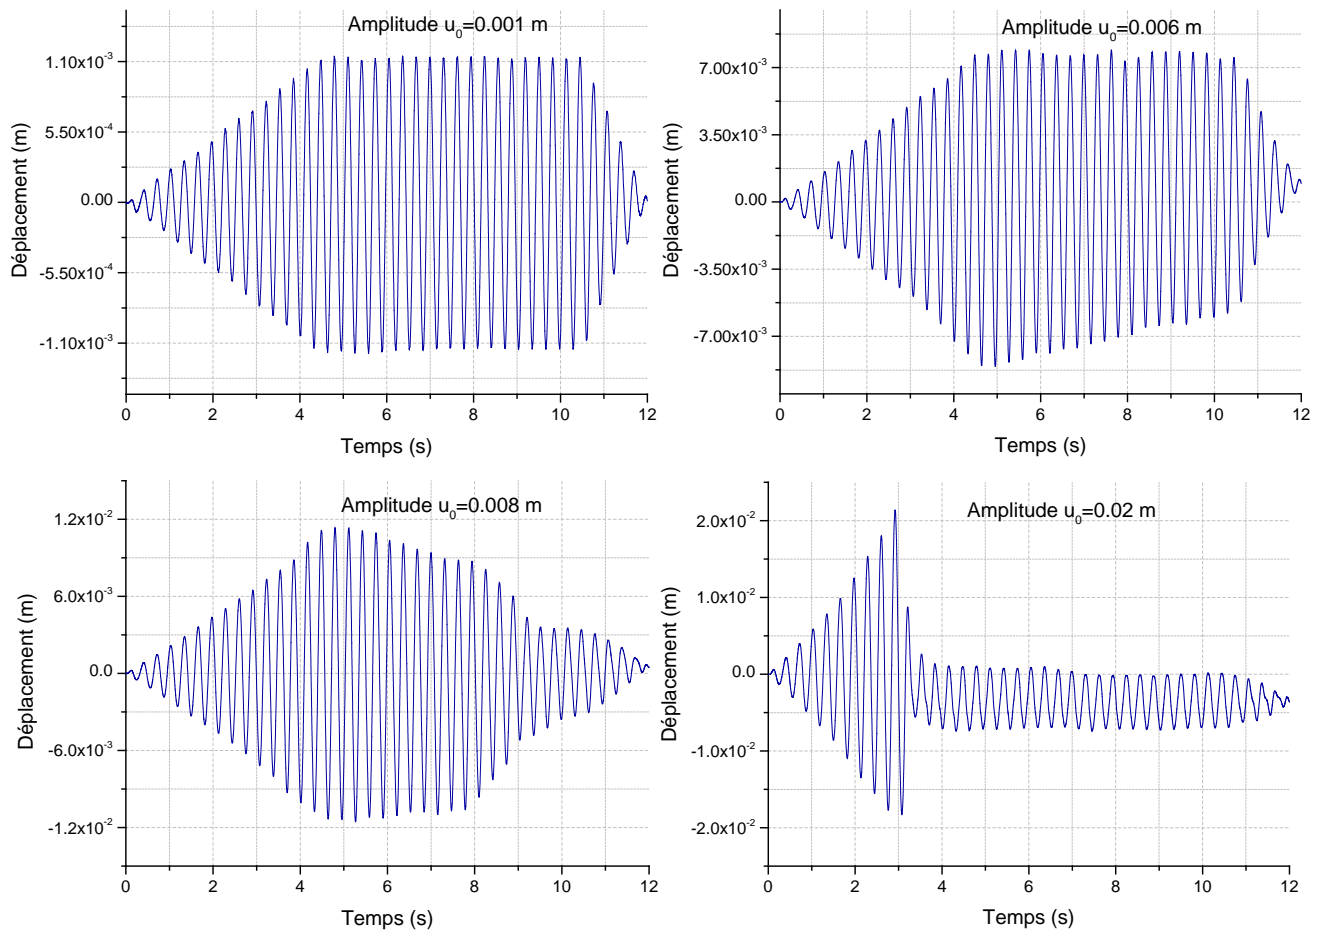 Amplitude u0=0.001 m
Déplacement (m)
1.10x10-3
5.50x10-4
0.00
-5.50x10-4
-1.10x10-3
0 2 4 6 8 10 12
Temps (s)
Amplitude u0=0.006 m
Déplacement (m)
7.00x10-3
3.50x10-3
0.00
-3.50x10-3
-7.00x10-3
0 2 4 6 8 10 12
Temps (s)
Amplitude u0=0.008 m
Déplacement (m)
1.2x10-2
6.0x10-3
0.0
-6.0x10-3
-1.2x10-2
0 2 4 6 8 10 12
Temps (s)
Amplitude u0=0.02 m
Déplacement (m)
2.0x10-2
1.0x10-2
0.0
-1.0x10-2
-2.0x10-2
0 2 4 6 8 10 12
Temps (s)